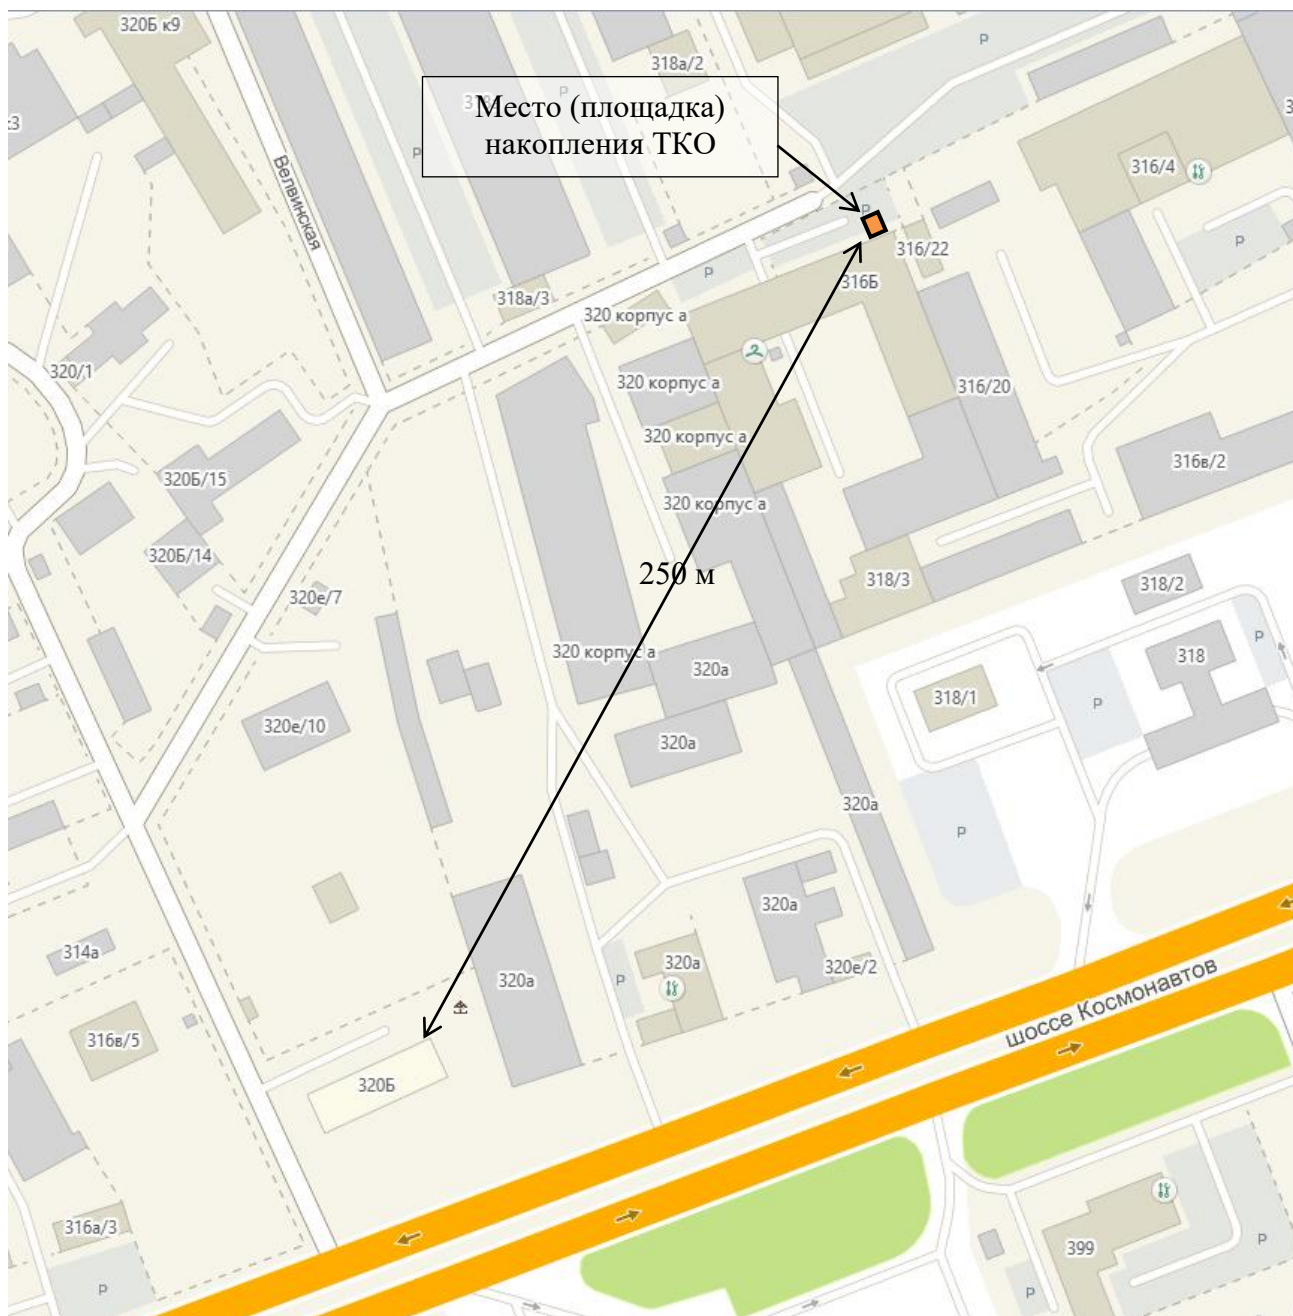 320Б к9
318а/2
Р
Место (площадка)
накопления ТКО
316/4
Р
Велвинская
Р
316/22
Р
Р
316Б
318а/3
320 корпус а
320/1
320 корпус а
316/20
320 корпус а
320Б/15
316в/2
320 корпус а
320Б/14
250 м
318/3
318/2
320е/7
Р
320 корпус а
320а
318
318/1
Р
320е/10
320а
320а
Р
320а
314а
320а
320а
320е/2
Р
шоссе Космонавтов
316в/5
320Б
316а/3
399
Р
Р
Р